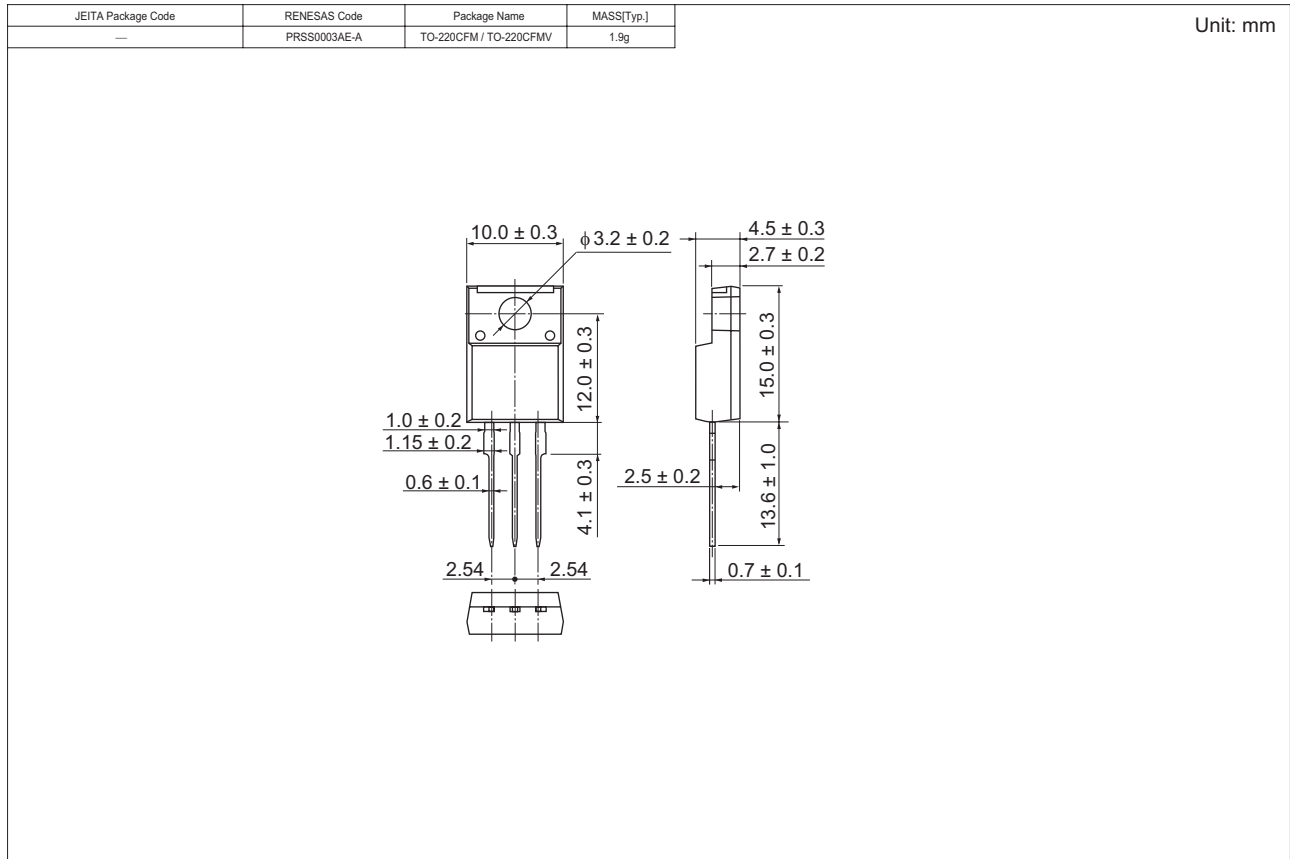 JEITA Package Code RENESAS Code Package Name MASS[Typ.]
— PRSS0003AE-A TO-220CFM / TO-220CFMV 1.9g
Unit: mm
10.0 ± 0.3
ϕ 3.2 ± 0.2
4.5 ± 0.3
2.7 ± 0.2
12.0 ± 0.3
15.0 ± 0.3
1.0 ± 0.2
1.15 ± 0.2
0.6 ± 0.1
4.1 ± 0.3
2.5 ± 0.2
13.6 ± 1.0
2.54 2.54
0.7 ± 0.1